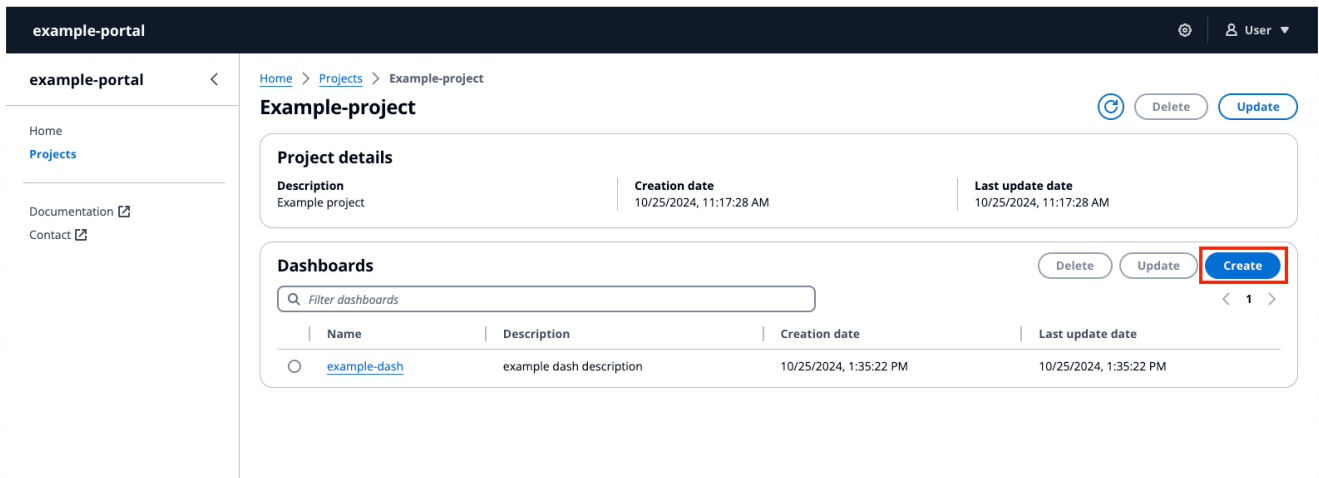 example-portal
User
example-portal
Home
Projects
Documentation
Contact
Home > Projects > Example-project
Example-project
Delete
Update
Project details
Description
Example project
Creation date
10/25/2024, 11:17:28 AM
Last update date
10/25/2024, 11:17:28 AM
Dashboards
Delete
Update
Create
Filter dashboards
1
Name Description Creation date Last update date
example-dash example dash description 10/25/2024, 1:35:22 PM 10/25/2024, 1:35:22 PM